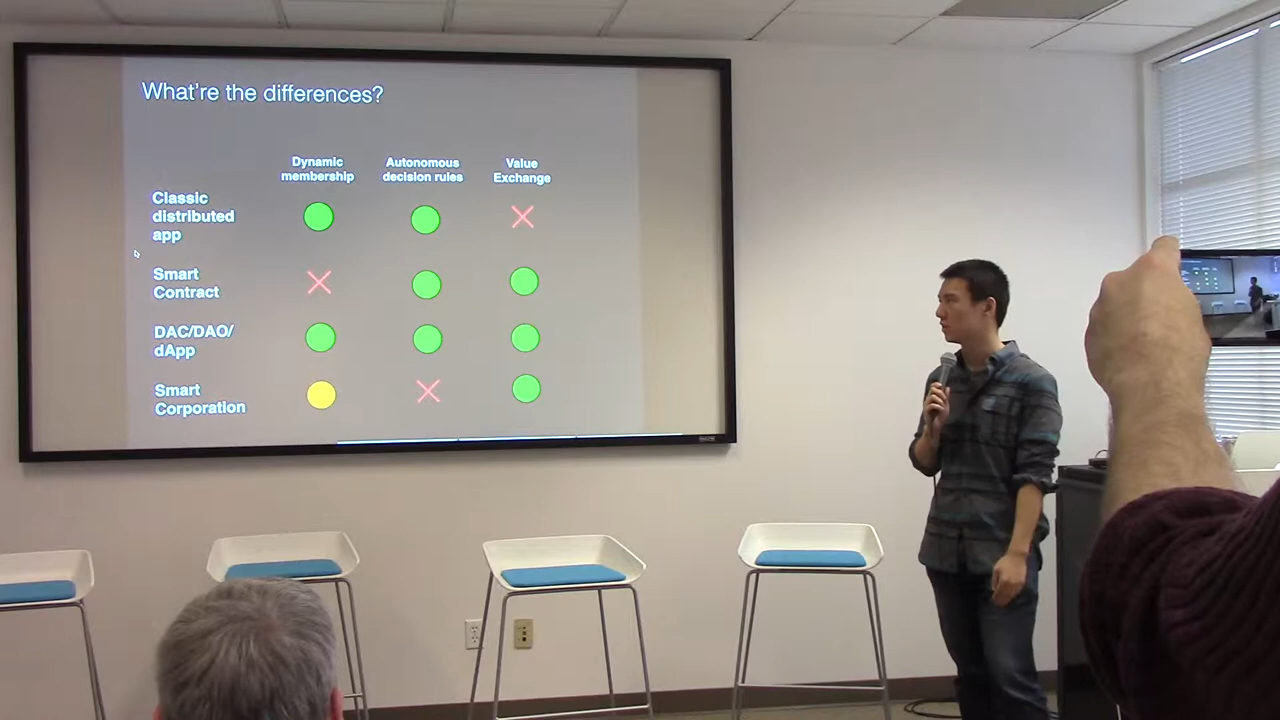 What're the differences?
Dynamic
membership
Autonomous
decision rules
Value
Exchange
Classic
distributed
app
Smart
Contract
DAC/DAO/
dApp
Smart
Corporation